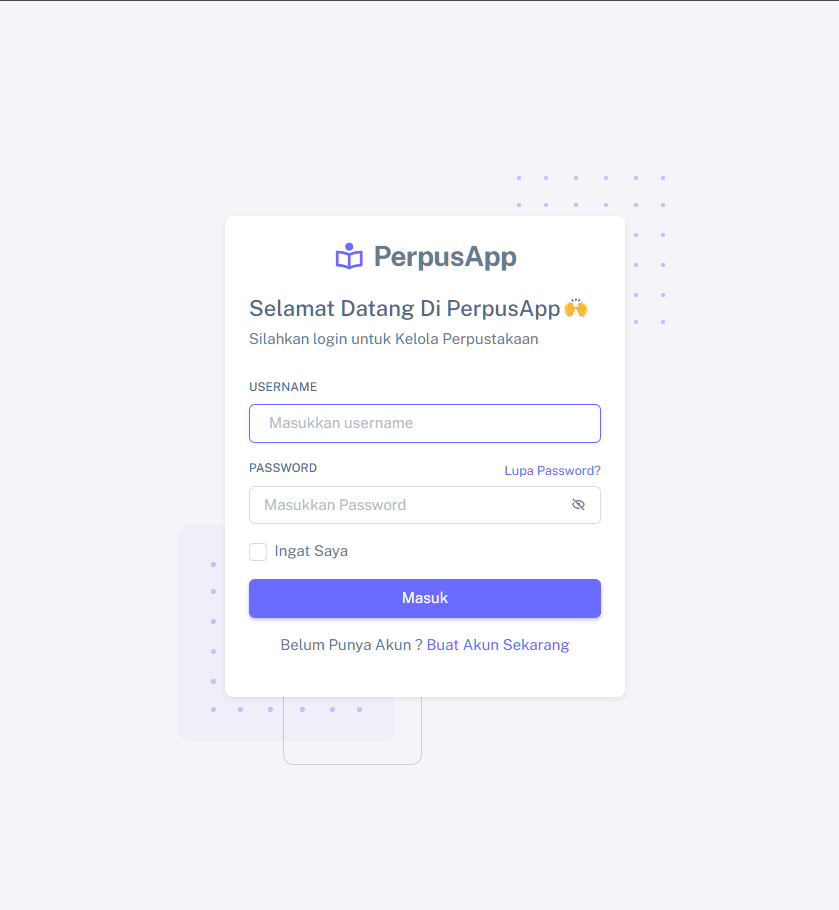 PerpusApp
Selamat Datang Di PerpusApp 🙌
Silahkan login untuk Kelola Perpustakaan
USERNAME
Masukkan username
PASSWORD
Lupa Password?
Masukkan Password
Ingat Saya
Masuk
Belum Punya Akun ? Buat Akun Sekarang